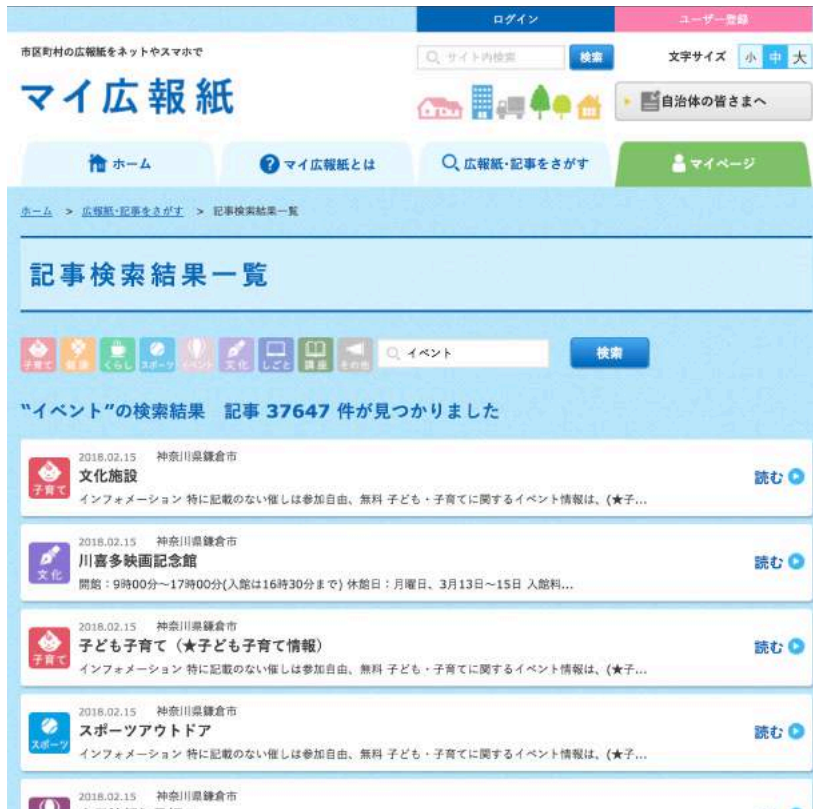 ログイン
ユーザー登録
市区町村の広報紙をネットやスマホで
サイト内検索
検索
文字サイズ 小 中 大
マイ広報紙
自治体の皆さまへ
ホーム
マイ広報紙とは
広報紙・記事をさがす
マイページ
ホーム > 広報紙・記事をさがす > 記事検索結果一覧
記事検索結果一覧
子育て
くらし
スポーツ
イベント
文化
しごと
講座
その他
イベント
検索
“イベント”の検索結果 記事 37647 件が見つかりました
2018.02.15 神奈川県鎌倉市
子育て
文化施設
読む
インフォメーション 特に記載のない催しは参加自由、無料 子ども・子育てに関するイベント情報は、(★子...
2018.02.15 神奈川県鎌倉市
文化
川喜多映画記念館
読む
開館：9時00分～17時00分(入館は16時30分まで) 休館日：月曜日、3月13日～15日 入館料...
2018.02.15 神奈川県鎌倉市
子育て
子ども子育て（★子ども子育て情報）
読む
インフォメーション 特に記載のない催しは参加自由、無料 子ども・子育てに関するイベント情報は、(★子...
2018.02.15 神奈川県鎌倉市
スポーツ
スポーツアウトドア
読む
インフォメーション 特に記載のない催しは参加自由、無料 子ども・子育てに関するイベント情報は、(★子...
2018.02.15 神奈川県鎌倉市